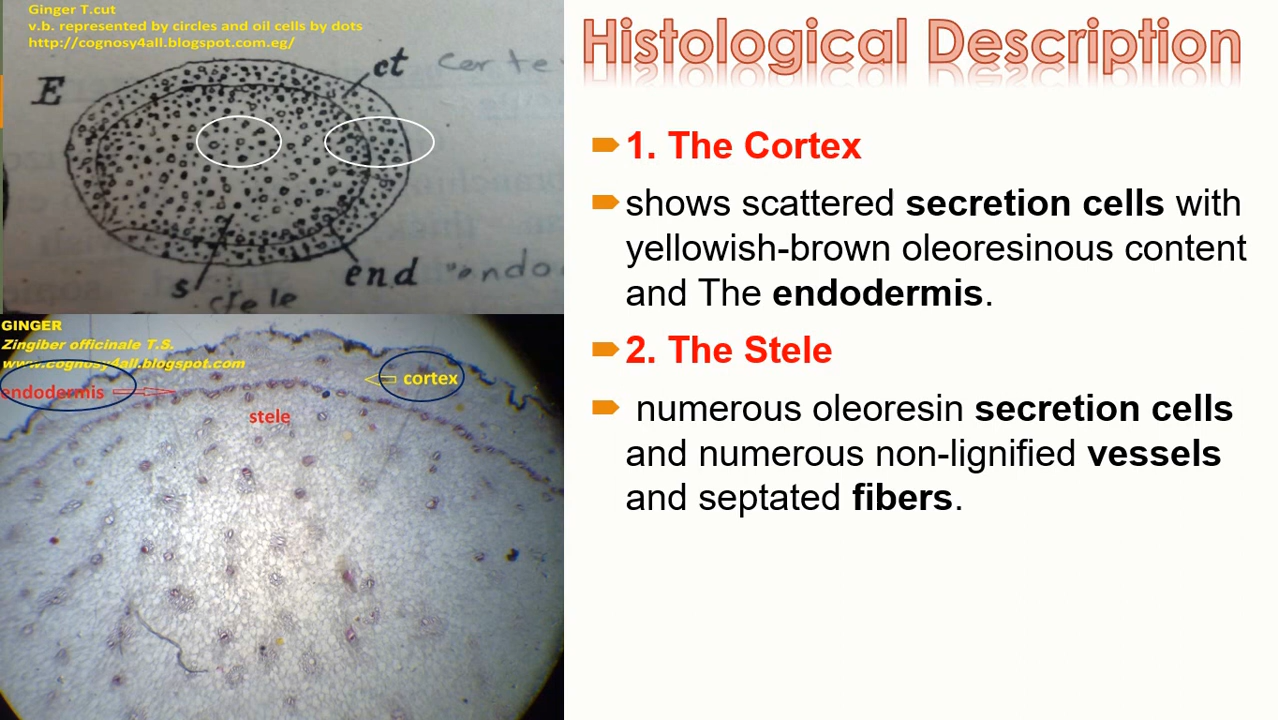 Ginger T.cut
v.b. represented by circles and oil cells by dots
http://cognosy4all.blogspot.com.eg/
E
ct
end
s
stele
GINGER
Zingiber officinale T.S.
www.cognosy4all.blogspot.com
endodermis
cortex
stele
Histological Description
1. The Cortex
shows scattered secretion cells with
yellowish-brown oleoresinous content
and The endodermis.
2. The Stele
numerous oleoresin secretion cells
and numerous non-lignified vessels
and septated fibers.